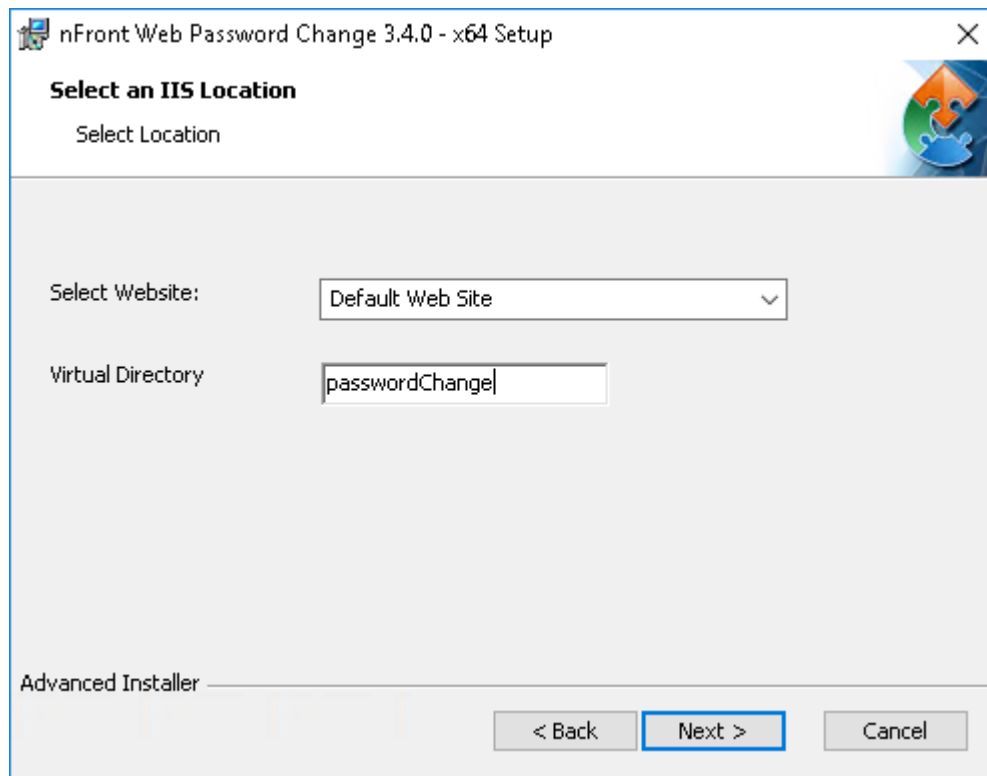 nFront Web Password Change 3.4.0 - x64 Setup
Select an IIS Location
Select Location
Select Website:
Default Web Site
Virtual Directory
passwordChange
Advanced Installer
< Back
Next >
Cancel